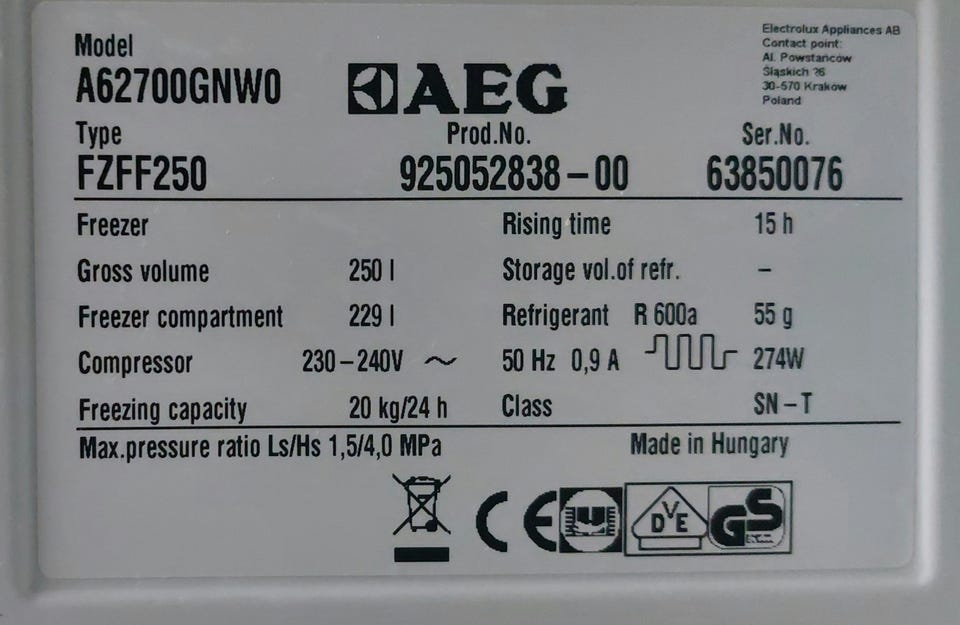 Model
A62700GNW0
AEG
Electrolux Appliances AB
Contact point:
Al. Powstańców
Śląskich 26
30-570 Kraków
Poland
Type Prod.No. Ser.No.
FZFF250 925052838-00 63850076
Freezer Rising time 15 h
Gross volume 250 l Storage vol.of refr. –
Freezer compartment 229 l Refrigerant R 600a 55 g
Compressor 230-240V ~ 50 Hz 0,9 A 274W
Freezing capacity 20 kg/24 h Class SN-T
Max.pressure ratio Ls/Hs 1,5/4,0 MPa Made in Hungary
CE DVE GS